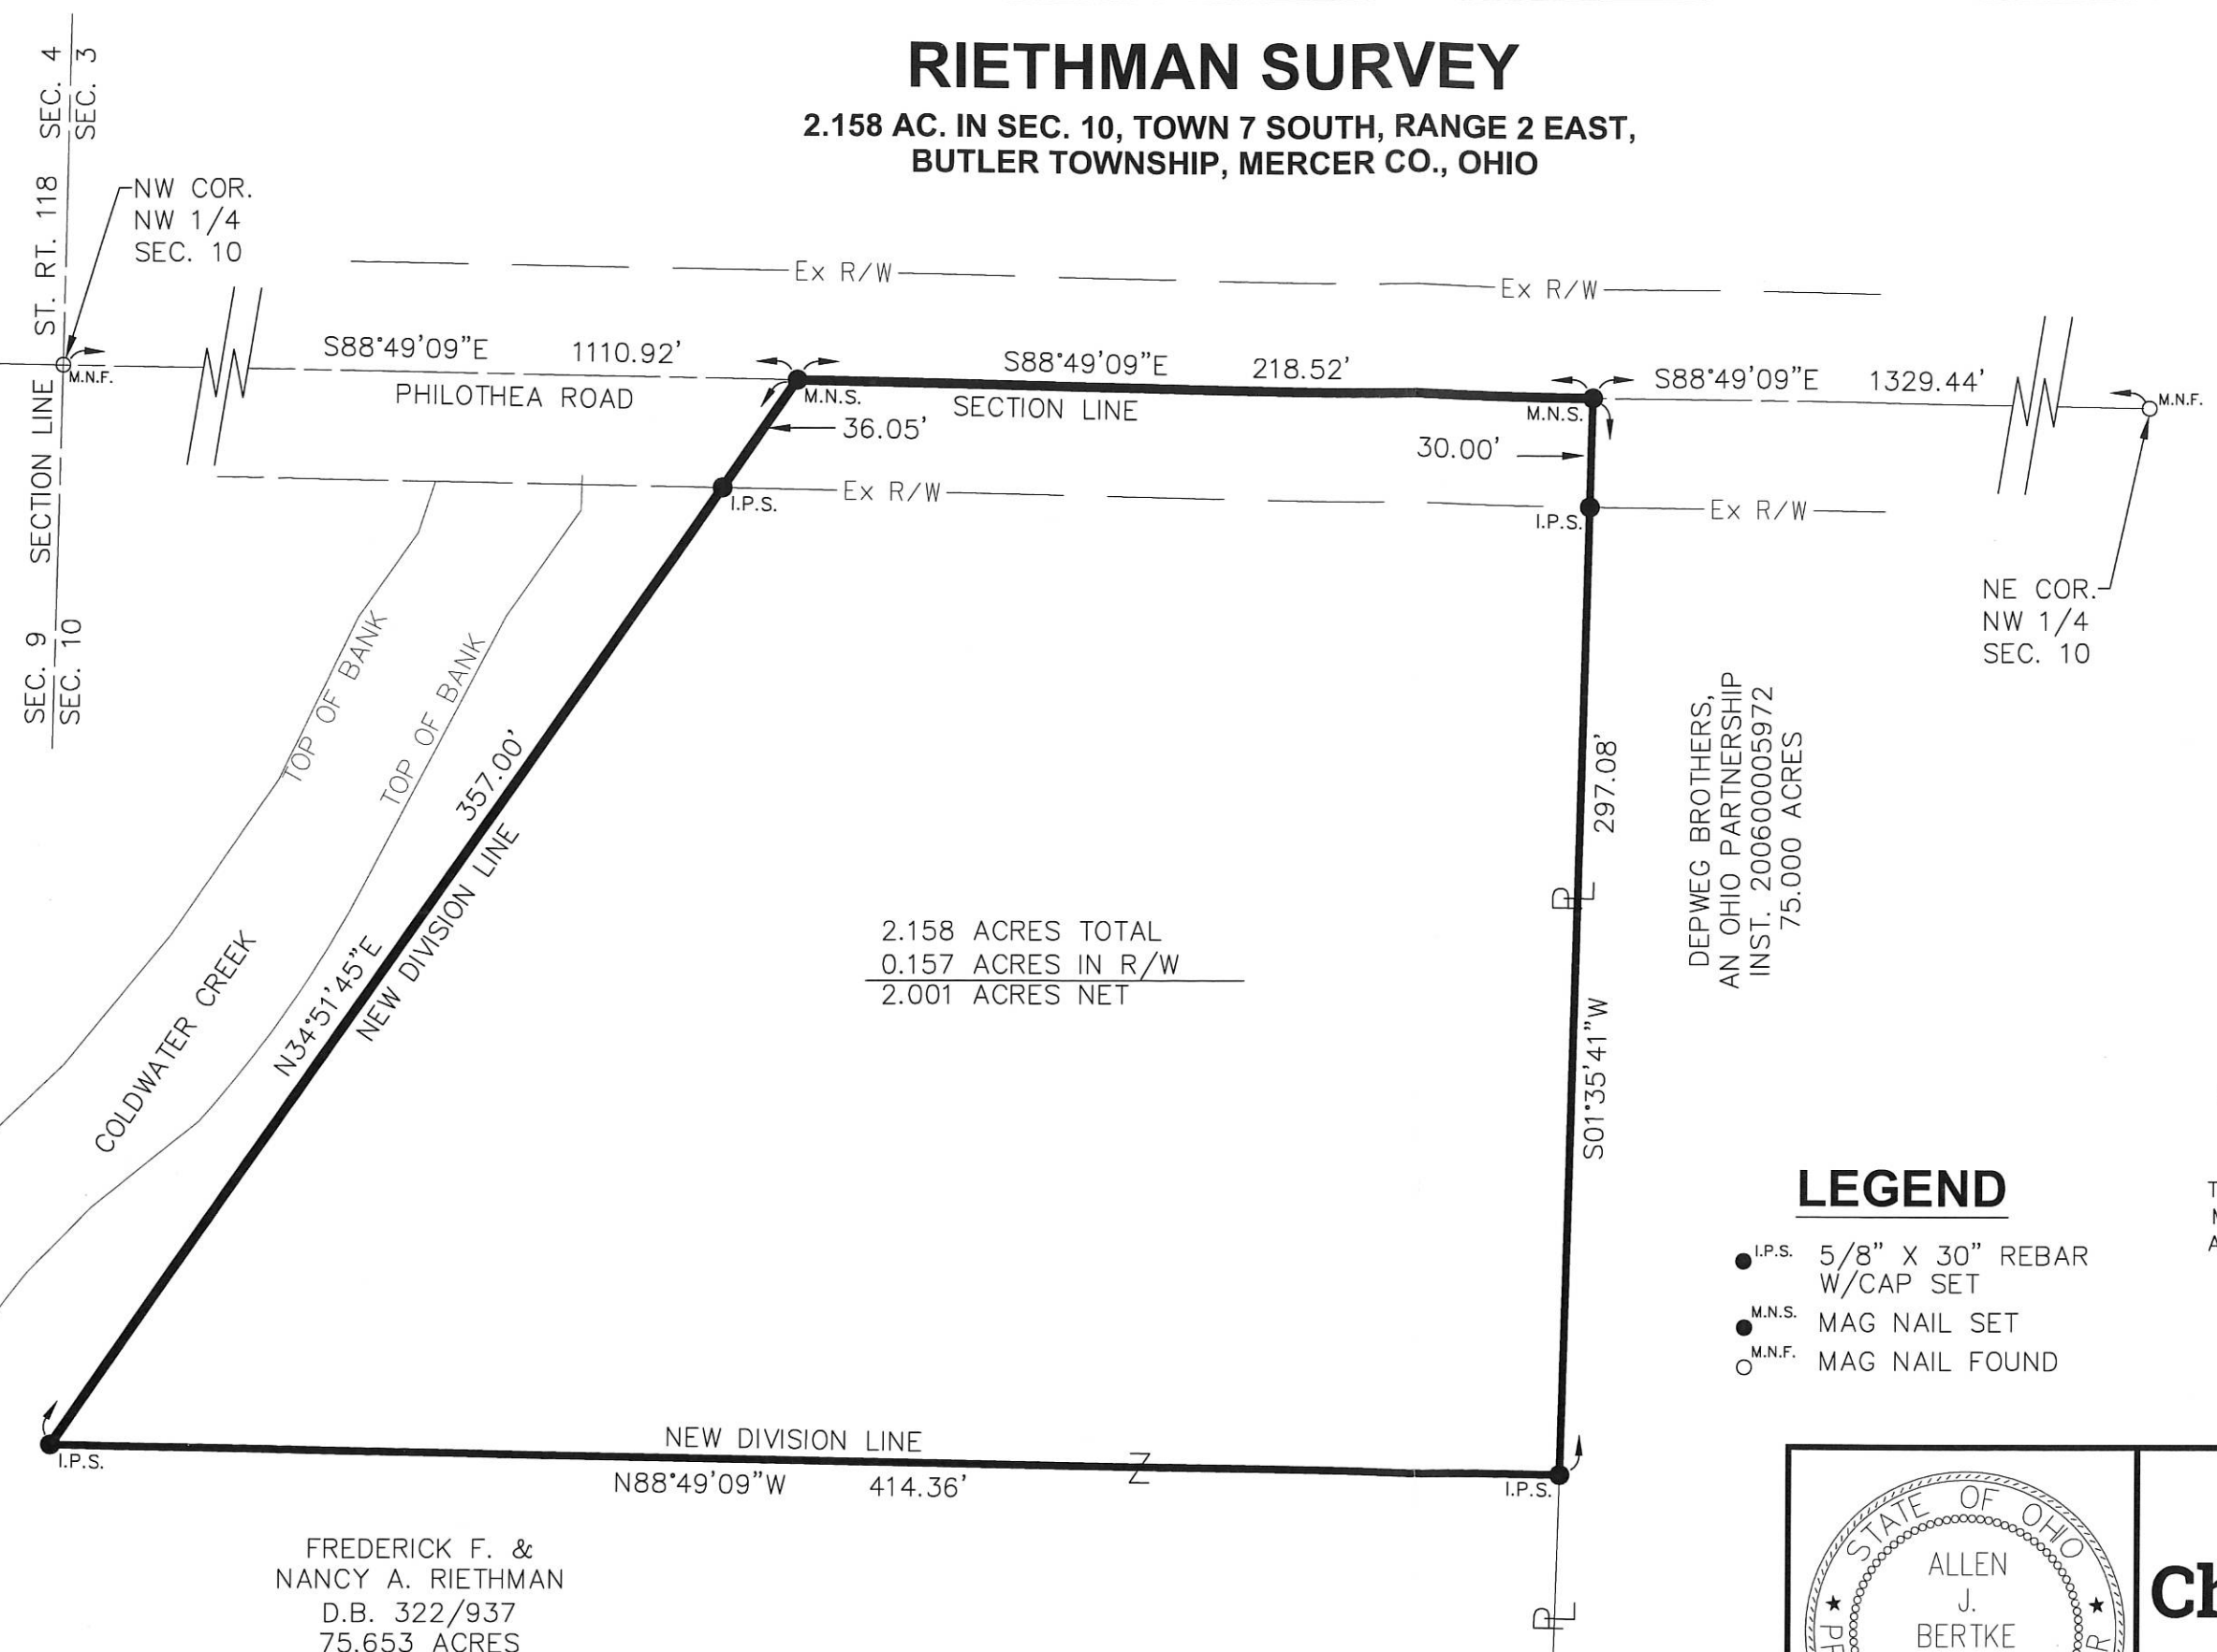 RIETHMAN SURVEY
2.158 AC. IN SEC. 10, TOWN 7 SOUTH, RANGE 2 EAST,
BUTLER TOWNSHIP, MERCER CO., OHIO
SEC. 4
SEC. 3
ST. RT. 118
SECTION LINE
SEC. 9
SEC. 10
NW COR.
NW 1/4
SEC. 10
M.N.F.
Ex R/W
Ex R/W
S88°49'09"E 1110.92'
PHILOTHEA ROAD
S88°49'09"E 218.52'
SECTION LINE
S88°49'09"E 1329.44'
M.N.S.
M.N.S.
M.N.F.
36.05'
30.00'
I.P.S.
Ex R/W
I.P.S.
Ex R/W
NE COR.
NW 1/4
SEC. 10
TOP OF BANK
TOP OF BANK
COLDWATER CREEK
357.00'
N34°51'45"E
NEW DIVISION LINE
297.08'
S01°35'41"W
PL
DEPWEG BROTHERS,
AN OHIO PARTNERSHIP
INST. 200600005972
75.000 ACRES
2.158 ACRES TOTAL
0.157 ACRES IN R/W
2.001 ACRES NET
LEGEND
I.P.S. 5/8" X 30" REBAR
W/CAP SET
M.N.S. MAG NAIL SET
M.N.F. MAG NAIL FOUND
I.P.S.
NEW DIVISION LINE
N88°49'09"W 414.36'
Z
I.P.S.
PL
FREDERICK F. &
NANCY A. RIETHMAN
D.B. 322/937
75.653 ACRES
STATE OF OHIO
ALLEN
J.
BERTKE